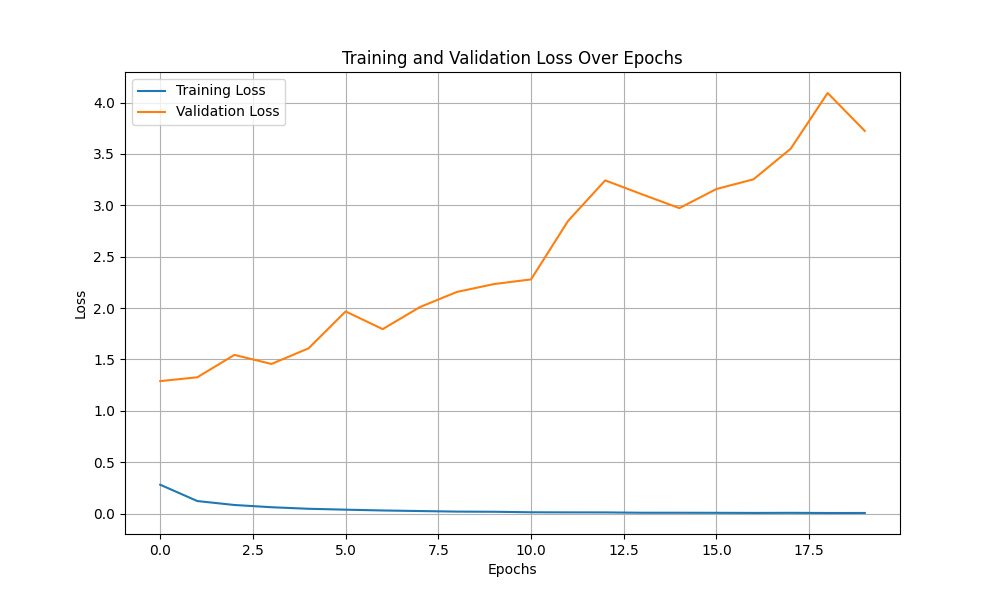 Training and Validation Loss Over Epochs
Training Loss
Validation Loss
4.0
3.5
3.0
2.5
2.0
1.5
1.0
0.5
0.0
Loss
0.0 2.5 5.0 7.5 10.0 12.5 15.0 17.5
Epochs